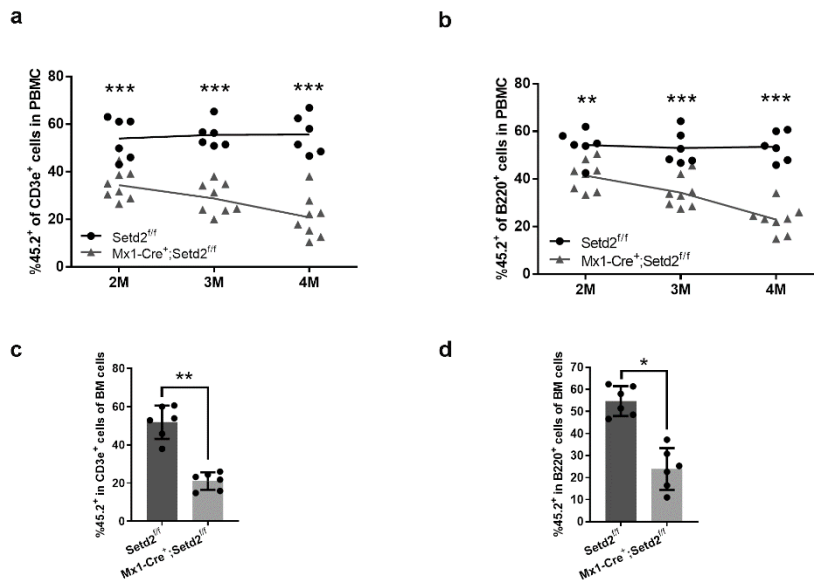 a
%45.2⁺ of CD3e⁺ cells in PBMC
80
60
40
20
0
*** *** ***
Setd2ᶠ/ᶠ
Mx1-Cre⁺;Setd2ᶠ/ᶠ
2M 3M 4M
b
%45.2⁺ of B220⁺ cells in PBMC
80
60
40
20
0
** *** ***
Setd2ᶠ/ᶠ
Mx1-Cre⁺;Setd2ᶠ/ᶠ
2M 3M 4M
c
%45.2⁺ in CD3e⁺ cells of BM cells
80
60
40
20
0
**
Setd2ᶠ/ᶠ
Mx1-Cre⁺;Setd2ᶠ/ᶠ
d
%45.2⁺ in B220⁺ cells of BM cells
70
60
50
40
30
20
10
0
*
Setd2ᶠ/ᶠ
Mx1-Cre⁺;Setd2ᶠ/ᶠ